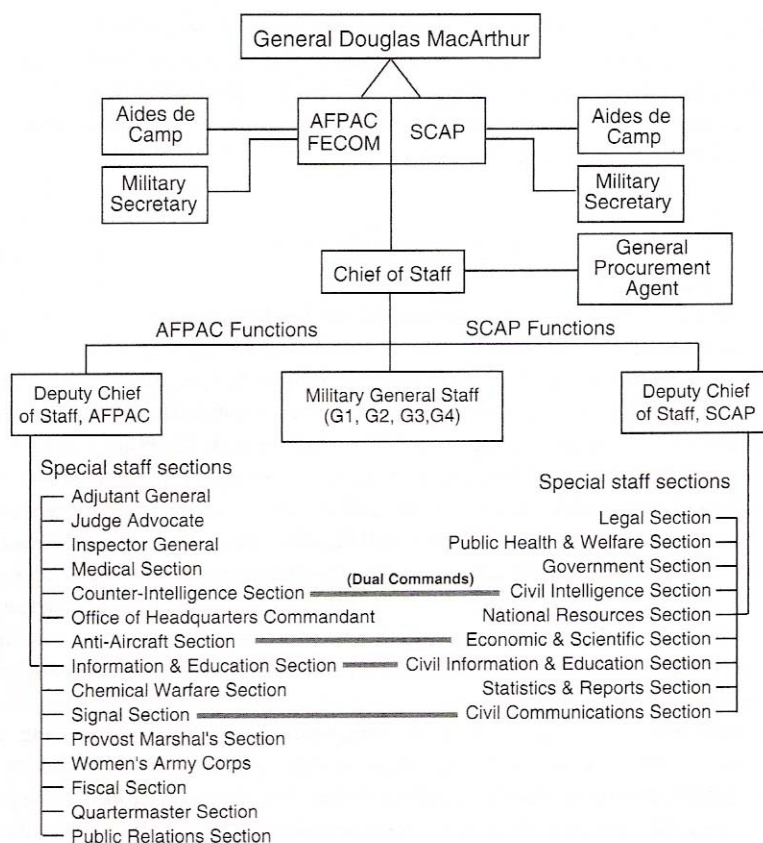 General Douglas MacArthur
Aides de
Camp
AFPAC
FECOM
SCAP
Aides de
Camp
Military
Secretary
Military
Secretary
Chief of Staff
General
Procurement
Agent
AFPAC Functions
SCAP Functions
Deputy Chief
of Staff, AFPAC
Military General Staff
(G1, G2, G3,G4)
Deputy Chief
of Staff, SCAP
Special staff sections
Adjutant General
Judge Advocate
Inspector General
Medical Section
Counter-Intelligence Section
Office of Headquarters Commandant
Anti-Aircraft Section
Information & Education Section
Chemical Warfare Section
Signal Section
Provost Marshal's Section
Women's Army Corps
Fiscal Section
Quartermaster Section
Public Relations Section
(Dual Commands)
Special staff sections
Legal Section
Public Health & Welfare Section
Government Section
Civil Intelligence Section
National Resources Section
Economic & Scientific Section
Civil Information & Education Section
Statistics & Reports Section
Civil Communications Section